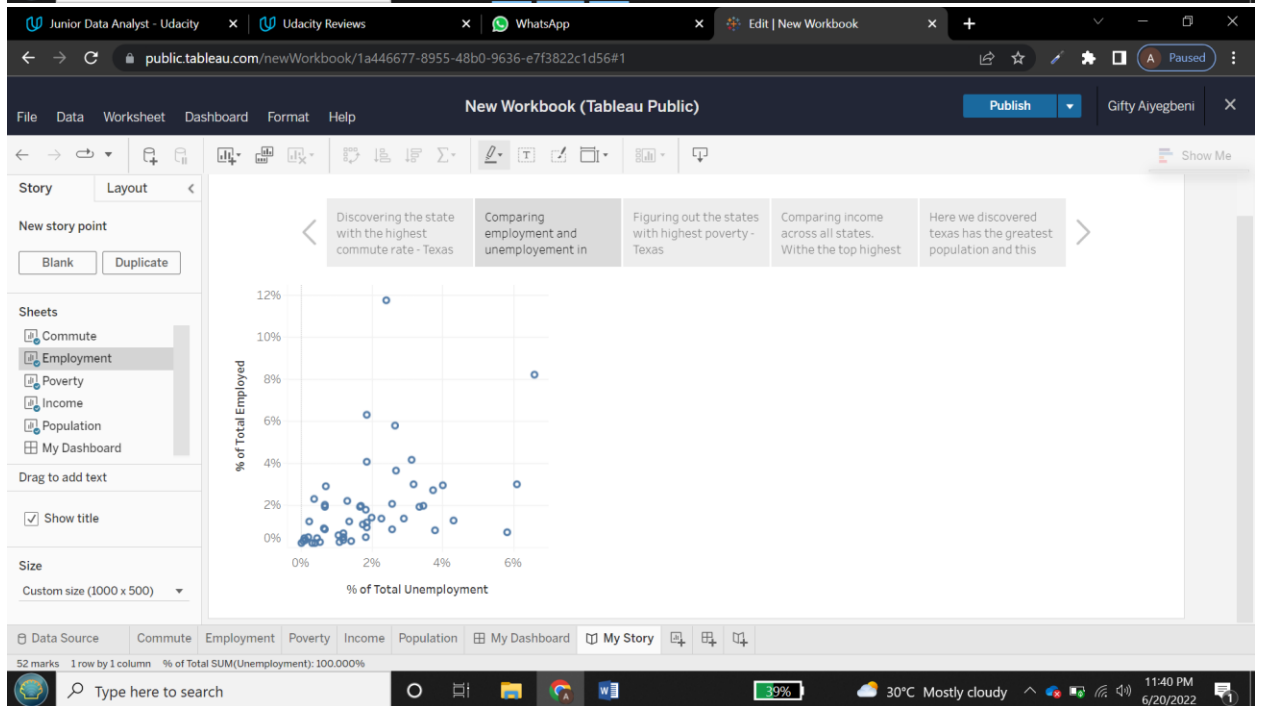 Junior Data Analyst - Udacity
Udacity Reviews
WhatsApp
Edit | New Workbook
public.tableau.com/newWorkbook/1a446677-8955-48b0-9636-e7f3822c1d56#1
A Paused
New Workbook (Tableau Public)
Publish
Gifty Aiyegbeni
File Data Worksheet Dashboard Format Help
Show Me
Story Layout
New story point
Blank Duplicate
Sheets
Commute
Employment
Poverty
Income
Population
My Dashboard
Drag to add text
Show title
Size
Custom size (1000 x 500)
Discovering the state
with the highest
commute rate - Texas
Comparing
employment and
unemployement in
Figuring out the states
with highest poverty -
Texas
Comparing income
across all states.
Withe the top highest
Here we discovered
texas has the greatest
population and this
% of Total Employed
12%
10%
8%
6%
4%
2%
0%
0% 2% 4% 6%
% of Total Unemployment
Data Source Commute Employment Poverty Income Population My Dashboard My Story
52 marks 1 row by 1 column % of Total SUM(Unemployment): 100.000%
Type here to search
39%
30°C Mostly cloudy
11:40 PM
6/20/2022
1